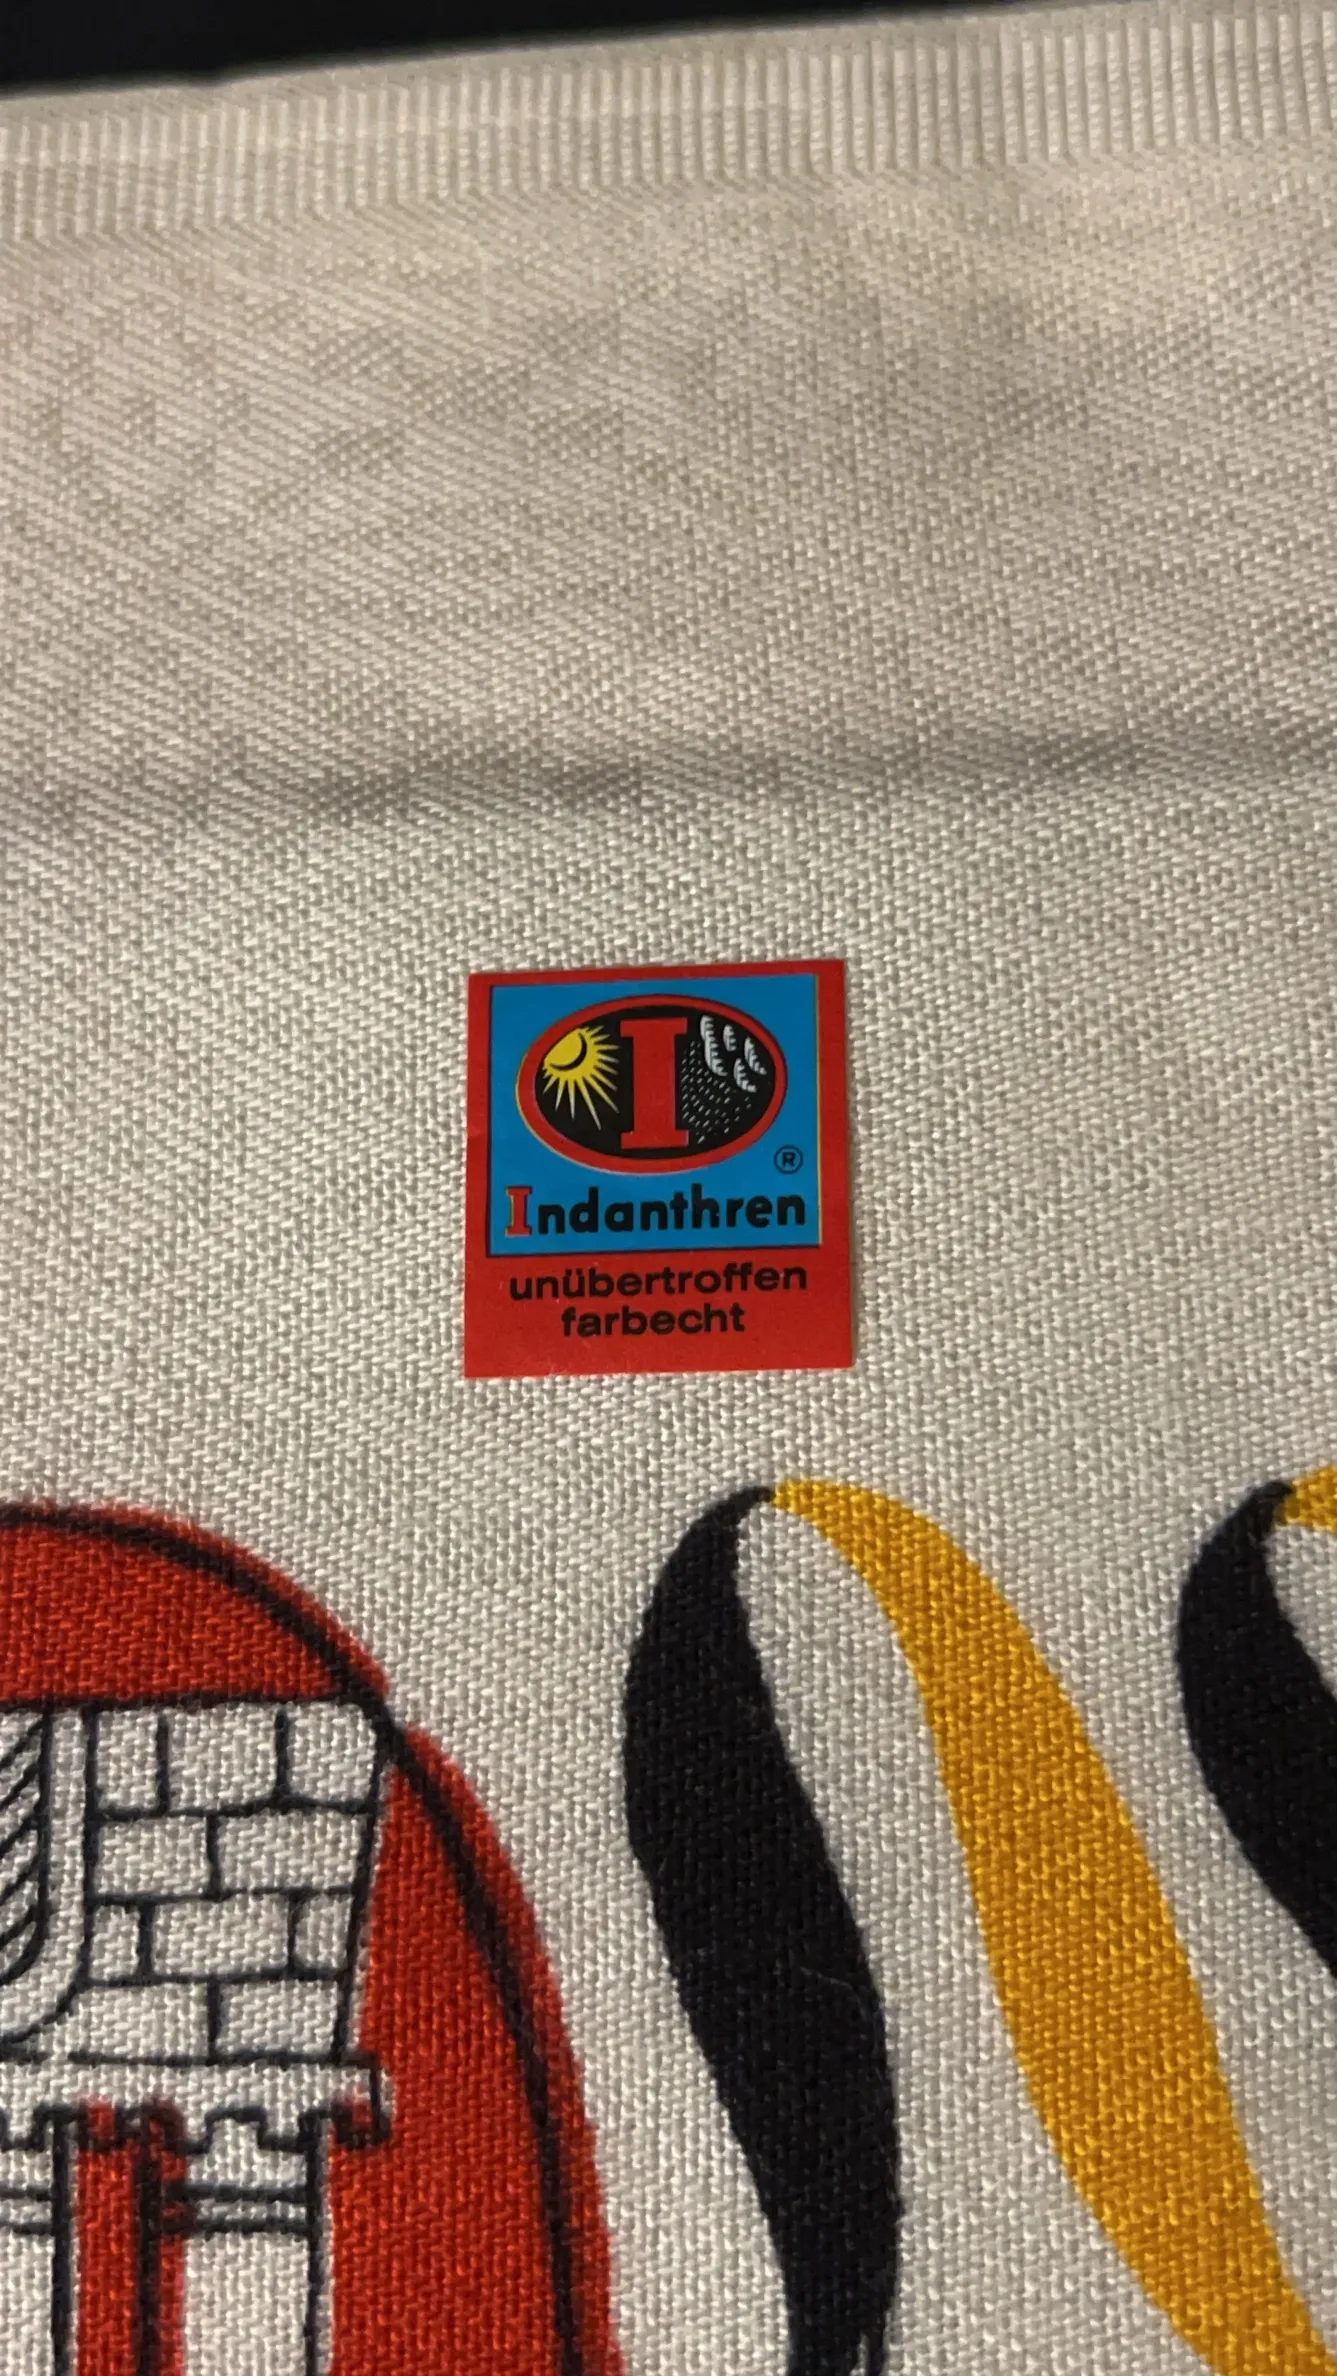 I
®
Indanthren
unübertroffen
farbecht